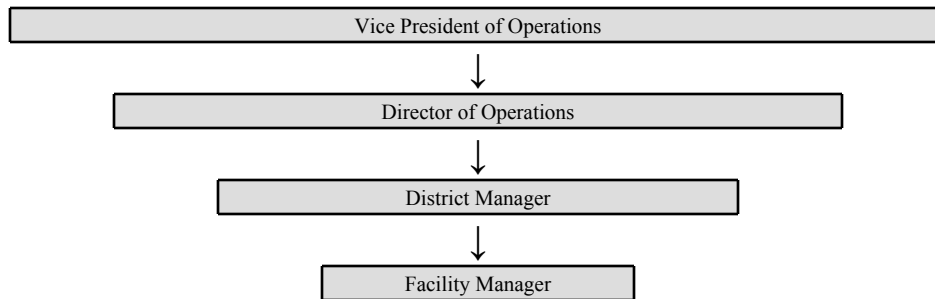 Vice President of Operations
Director of Operations
District Manager
Facility Manager